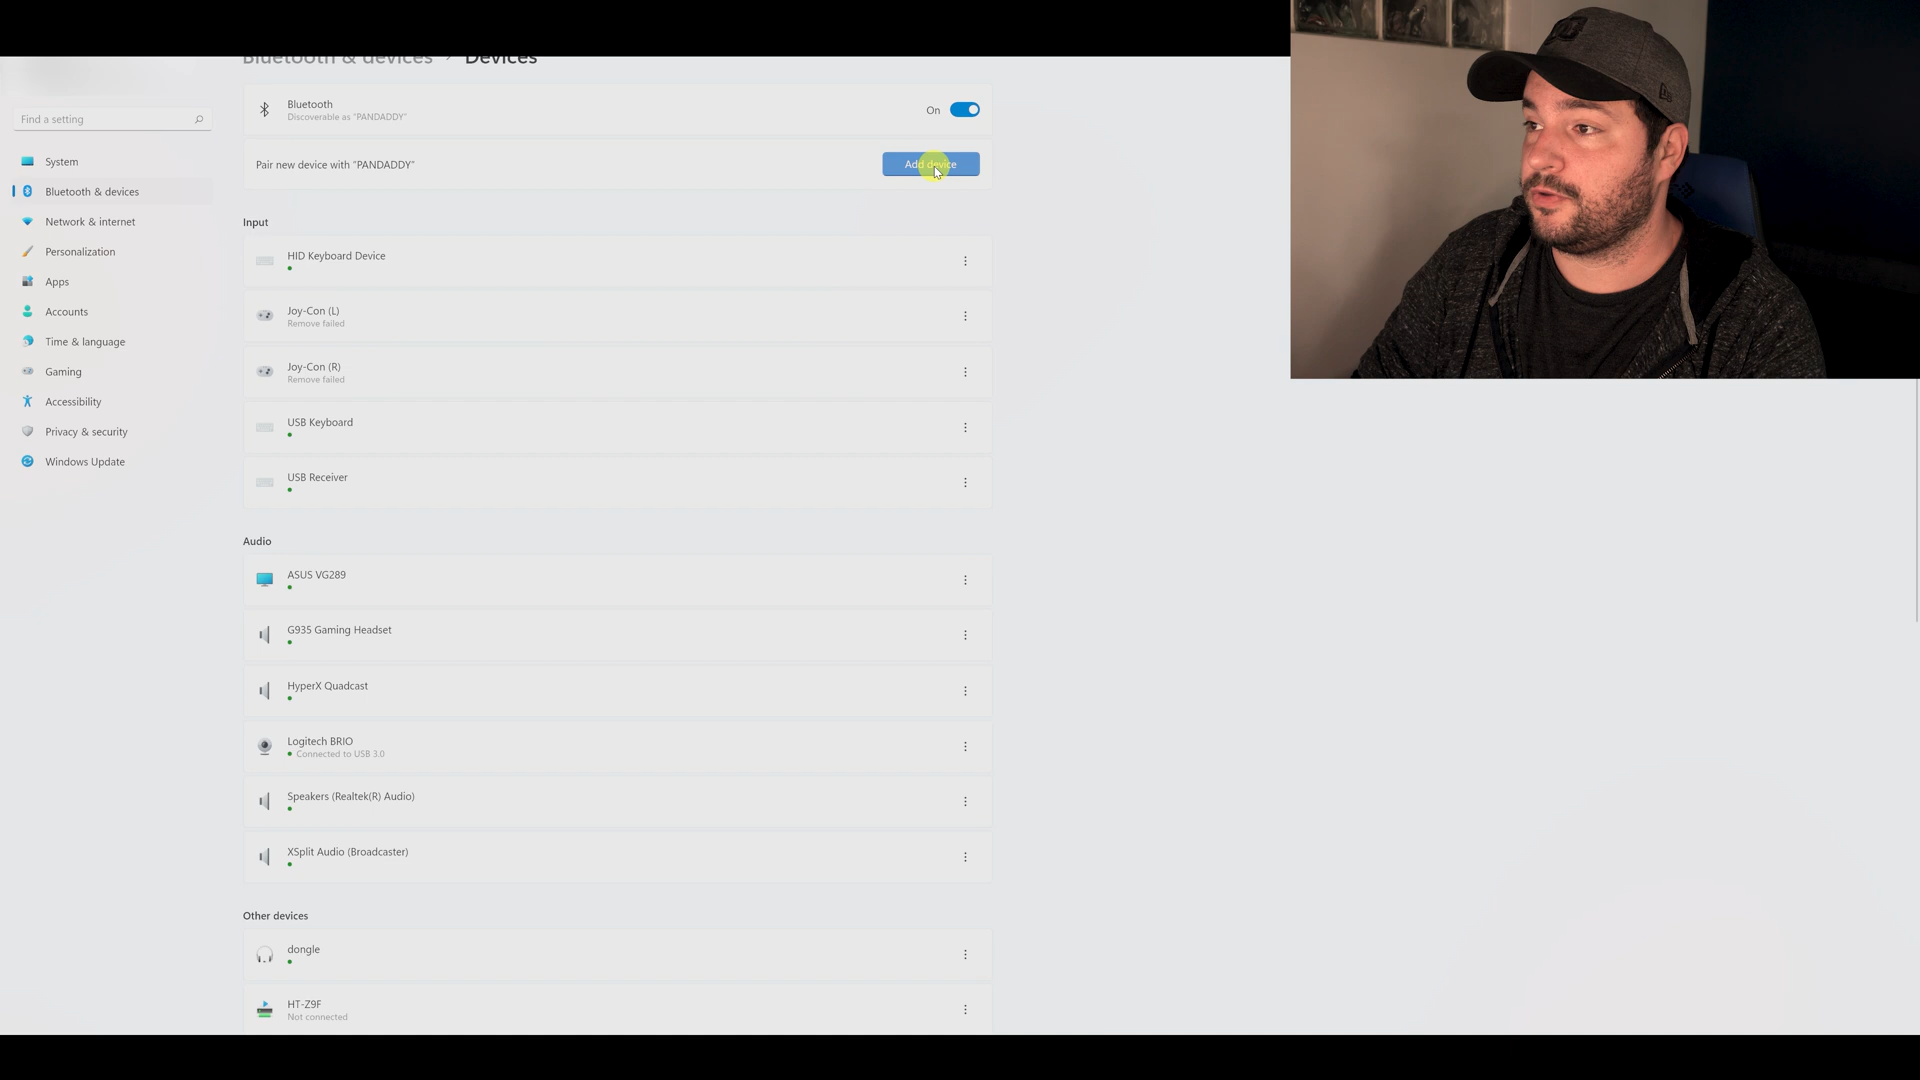 Bluetooth & devices › Devices
Bluetooth
Discoverable as "PANDADDY"
On
Find a setting
Pair new device with "PANDADDY"
Add device
System
Bluetooth & devices
Network & internet
Personalization
Apps
Accounts
Time & language
Gaming
Accessibility
Privacy & security
Windows Update
Input
HID Keyboard Device
Joy-Con (L)
Remove failed
Joy-Con (R)
Remove failed
USB Keyboard
USB Receiver
Audio
ASUS VG289
G935 Gaming Headset
HyperX Quadcast
Logitech BRIO
Connected to USB 3.0
Speakers (Realtek(R) Audio)
XSplit Audio (Broadcaster)
Other devices
dongle
HT-Z9F
Not connected